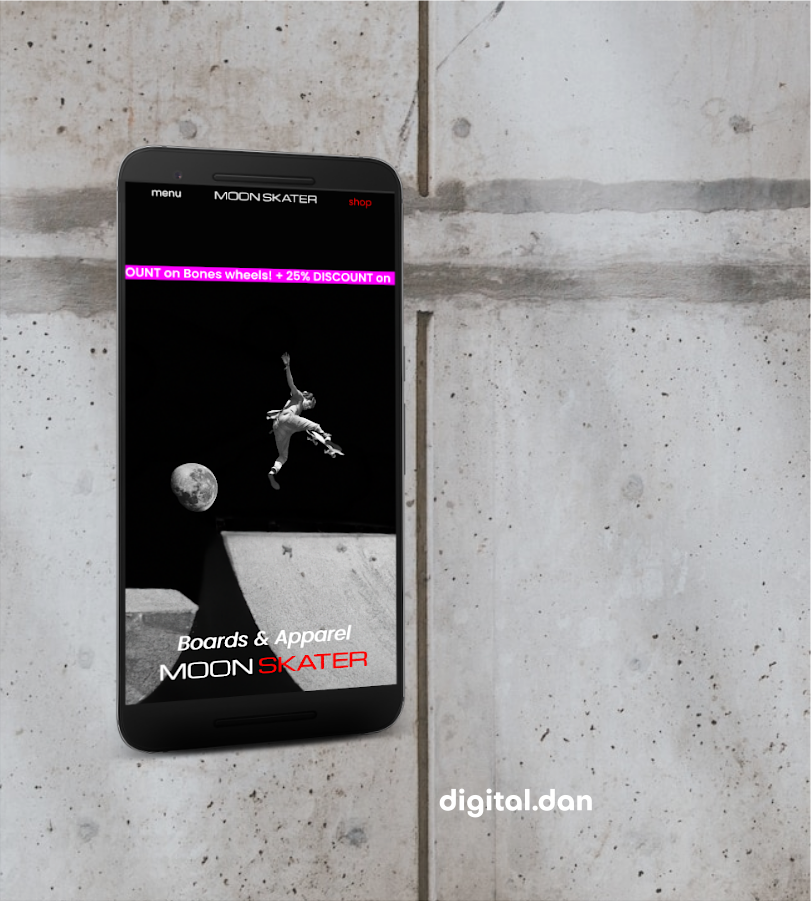 menu
MOON SKATER
shop
OUNT on Bones wheels! + 25% DISCOUNT on
Boards & Apparel
MOON SKATER
digital.dan